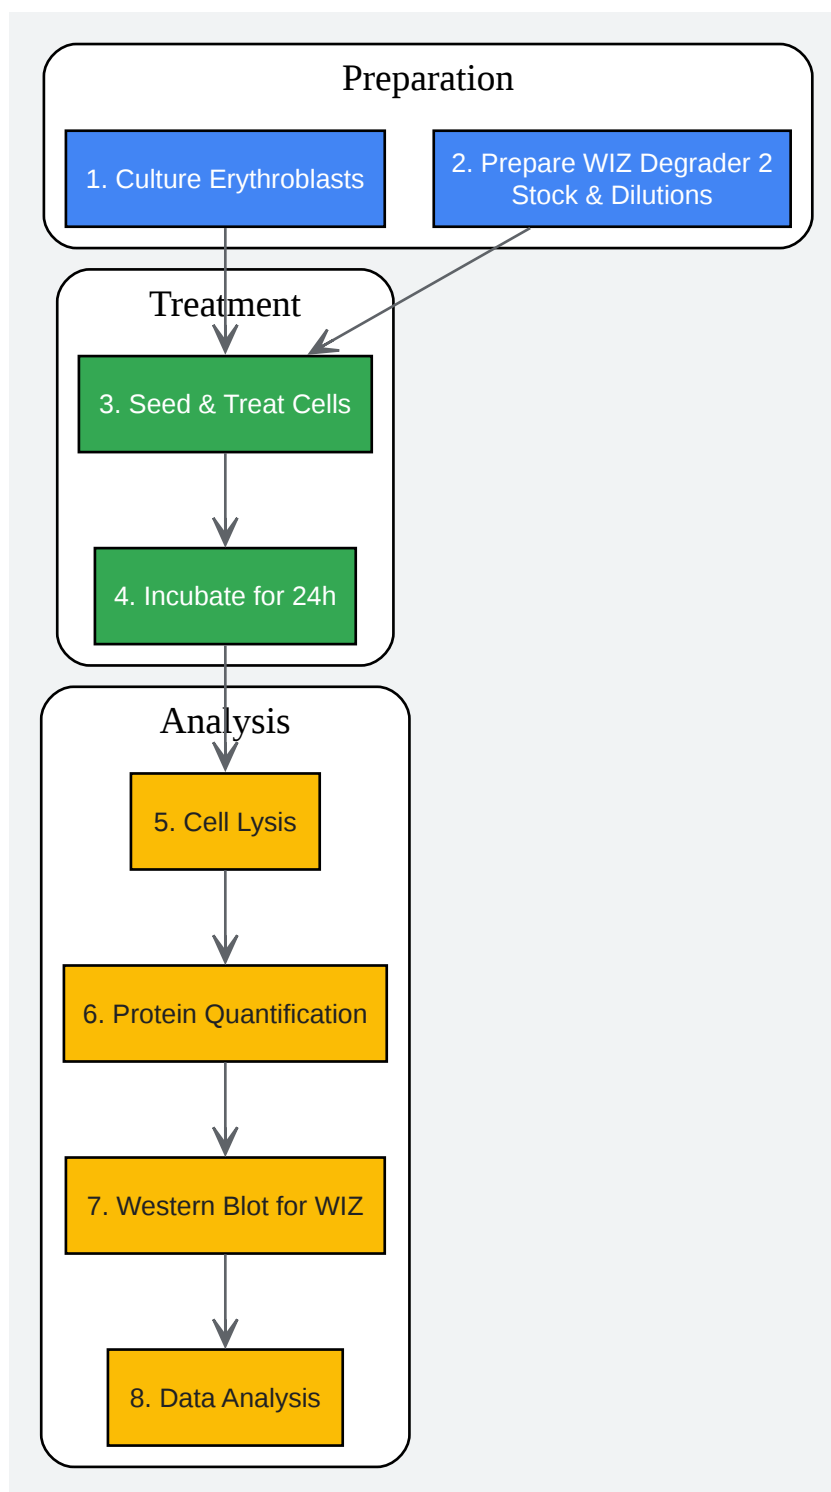 Preparation
1. Culture Erythroblasts
2. Prepare WIZ Degrader 2
Stock & Dilutions
Treatment
3. Seed & Treat Cells
4. Incubate for 24h
Analysis
5. Cell Lysis
6. Protein Quantification
7. Western Blot for WIZ
8. Data Analysis